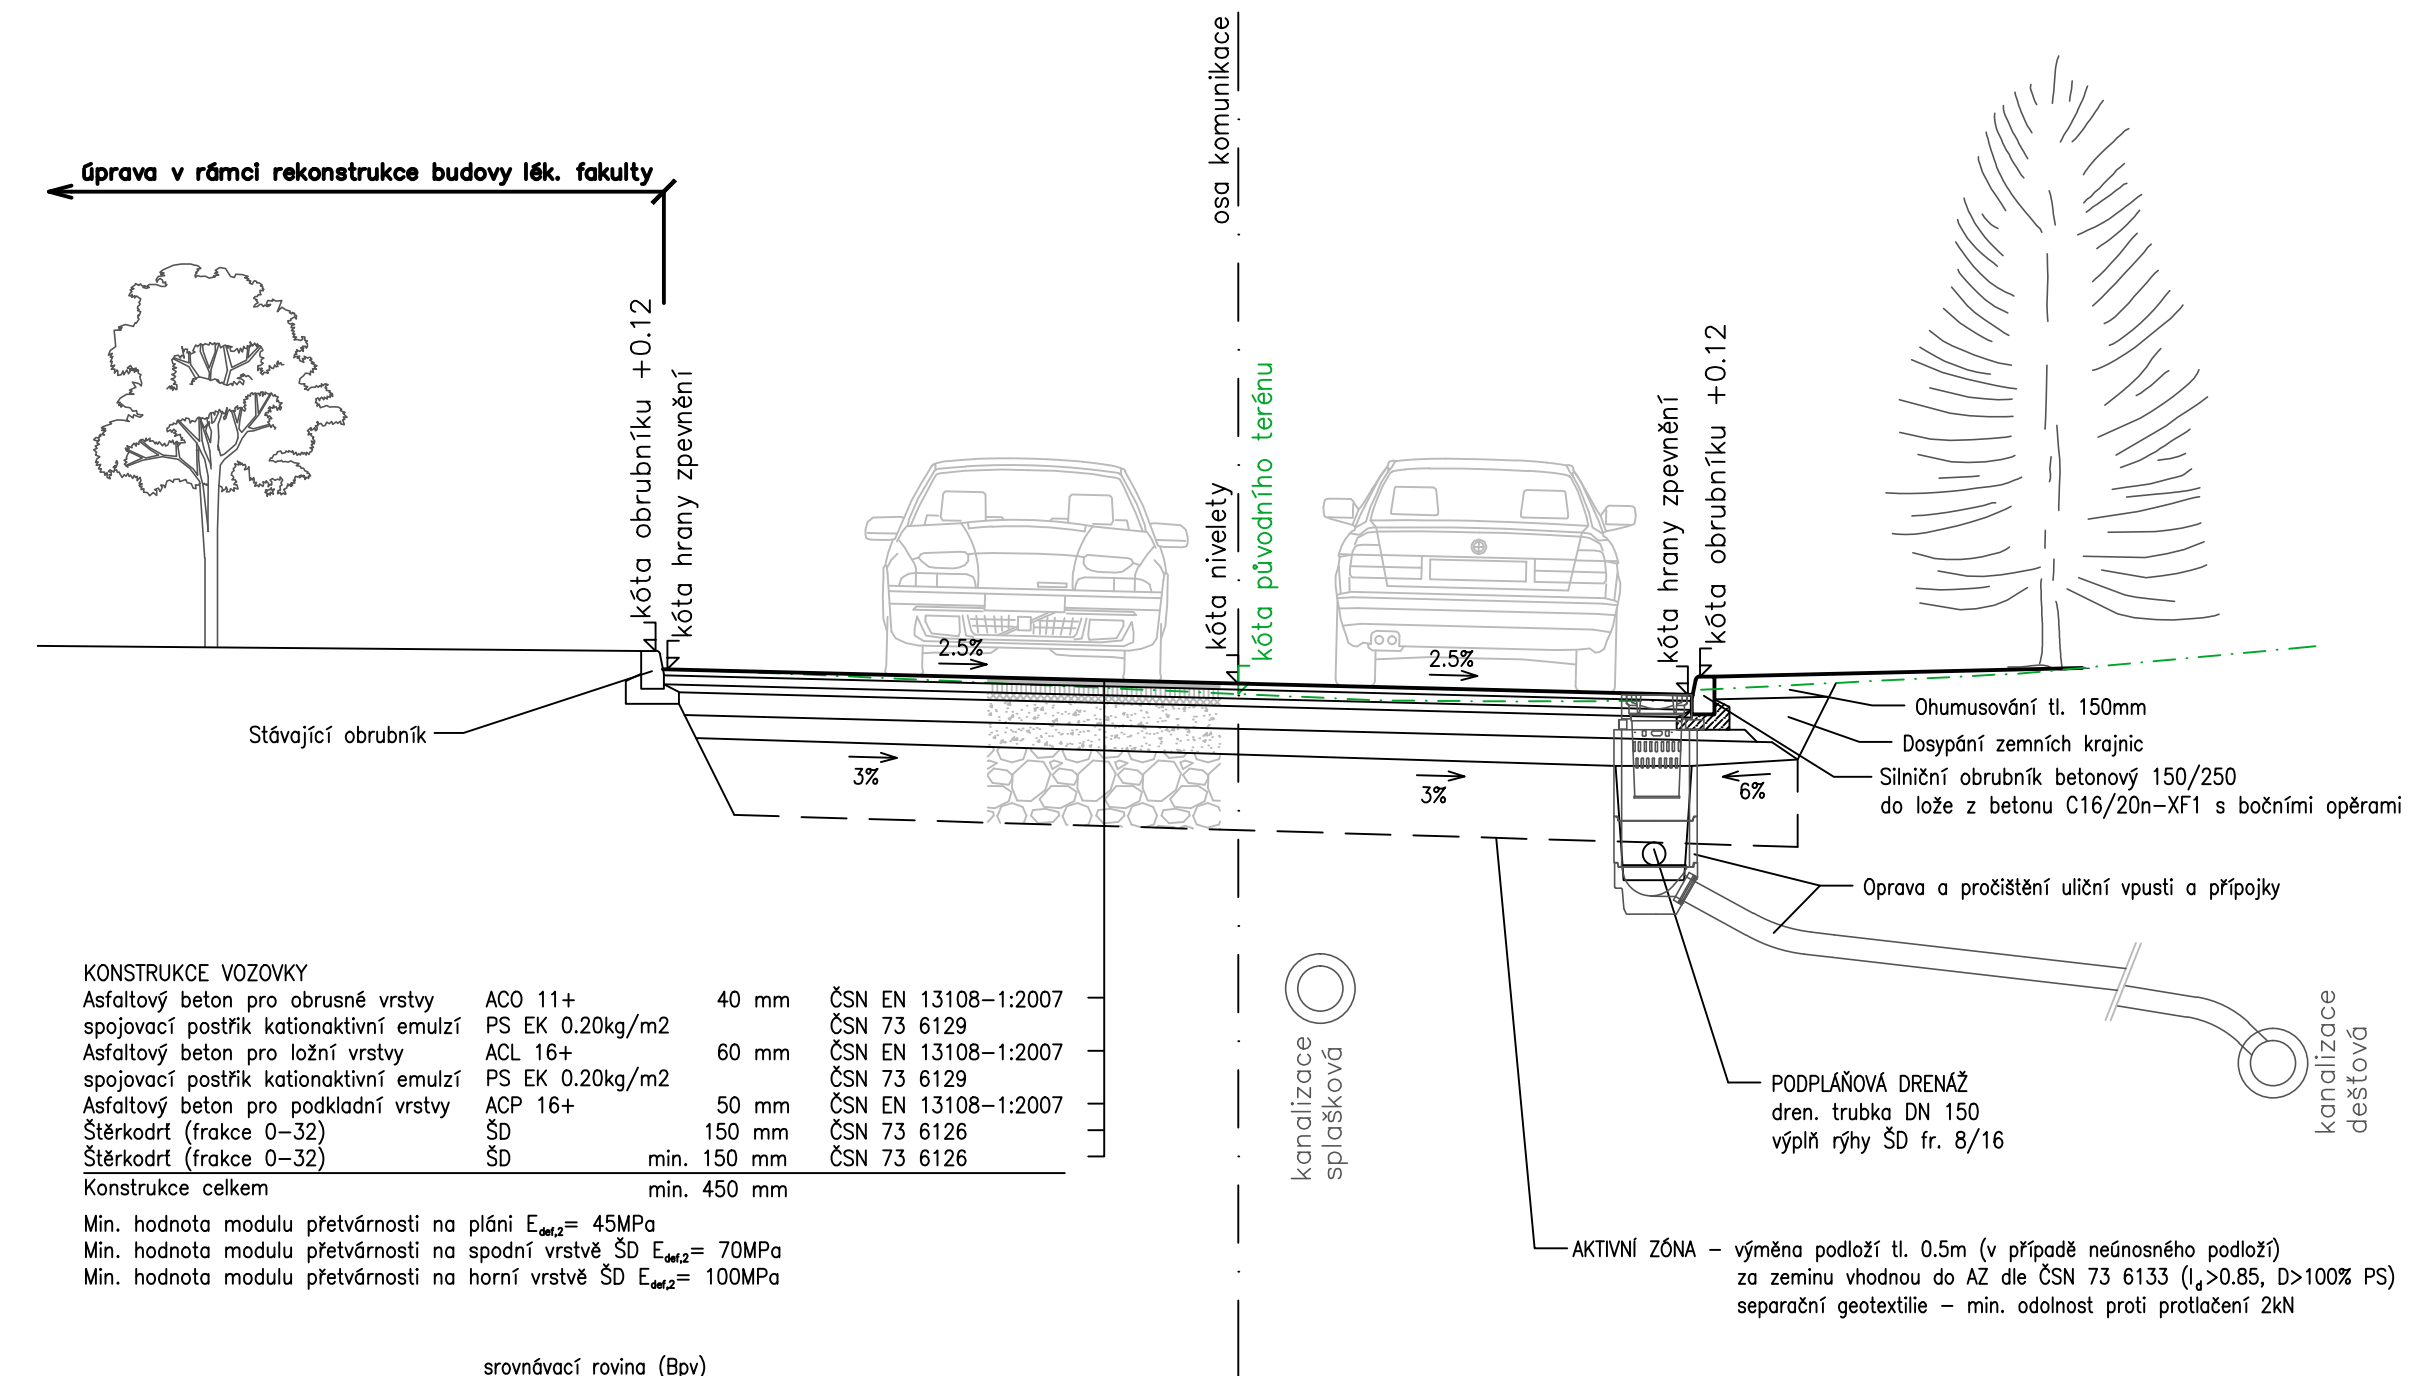 osa komunikace
úprava v rámci rekonstrukce budovy lék. fakulty
kóta obrubníku +0.12
kóta hrany zpevnění
kóta nivelety
kóta původního terénu
kóta hrany zpevnění
kóta obrubníku +0.12
2.5%
2.5%
Stávající obrubník
3%
3%
6%
Ohumusování tl. 150mm
Dosypání zemních krajnic
Silniční obrubník betonový 150/250
do lože z betonu C16/20n-XF1 s bočními opěrami
Oprava a pročištění uliční vpusti a přípojky
KONSTRUKCE VOZOVKY
Asfaltový beton pro obrusné vrstvy ACO 11+ 40 mm ČSN EN 13108-1:2007
spojovací postřik kationaktivní emulzí PS EK 0.20kg/m2 ČSN 73 6129
Asfaltový beton pro ložní vrstvy ACL 16+ 60 mm ČSN EN 13108-1:2007
spojovací postřik kationaktivní emulzí PS EK 0.20kg/m2 ČSN 73 6129
Asfaltový beton pro podkladní vrstvy ACP 16+ 50 mm ČSN EN 13108-1:2007
Štěrkodrť (frakce 0-32) ŠD 150 mm ČSN 73 6126
Štěrkodrť (frakce 0-32) ŠD min. 150 mm ČSN 73 6126
Konstrukce celkem min. 450 mm
Min. hodnota modulu přetvárnosti na pláni Edef,2= 45MPa
Min. hodnota modulu přetvárnosti na spodní vrstvě ŠD Edef,2= 70MPa
Min. hodnota modulu přetvárnosti na horní vrstvě ŠD Edef,2= 100MPa
kanalizace
splašková
kanalizace
dešťová
PODPLÁŇOVÁ DRENÁŽ
dren. trubka DN 150
výplň rýhy ŠD fr. 8/16
AKTIVNÍ ZÓNA – výměna podloží tl. 0.5m (v případě neúnosného podloží)
za zeminu vhodnou do AZ dle ČSN 73 6133 (Id>0.85, D>100% PS)
separační geotextilie – min. odolnost proti protlačení 2kN
srovnávací rovina (Bpv)